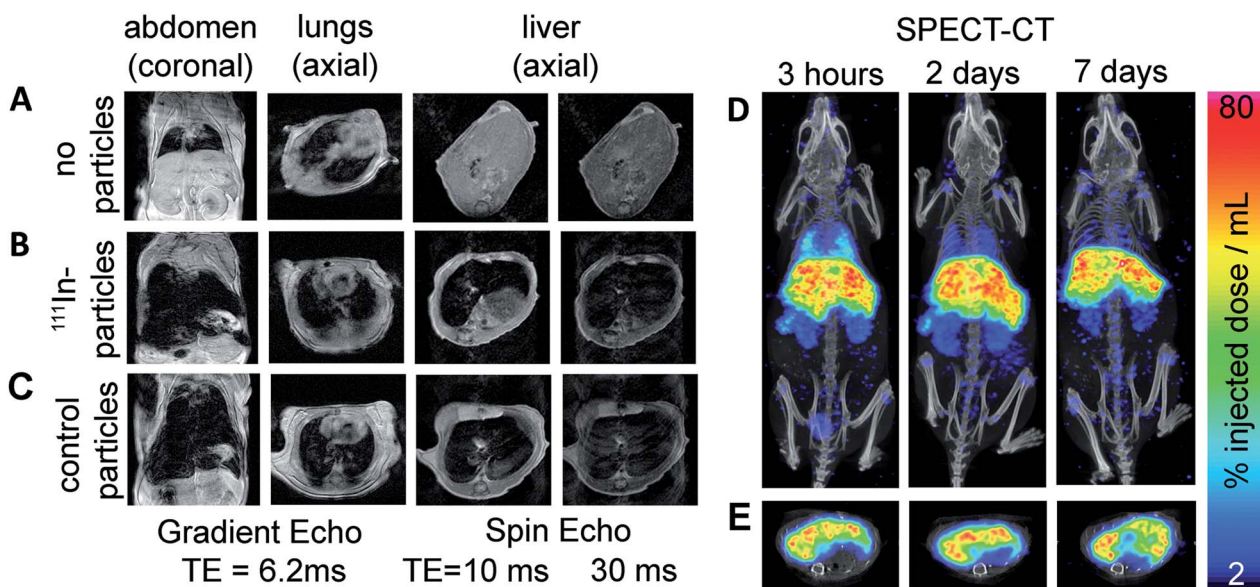 abdomen
(coronal)
lungs
(axial)
liver
(axial)
A
no
particles
B
¹¹¹In-
particles
C
control
particles
Gradient Echo
TE = 6.2ms
Spin Echo
TE=10 ms
30 ms
SPECT-CT
3 hours
2 days
7 days
D
E
80
% injected dose / mL
2